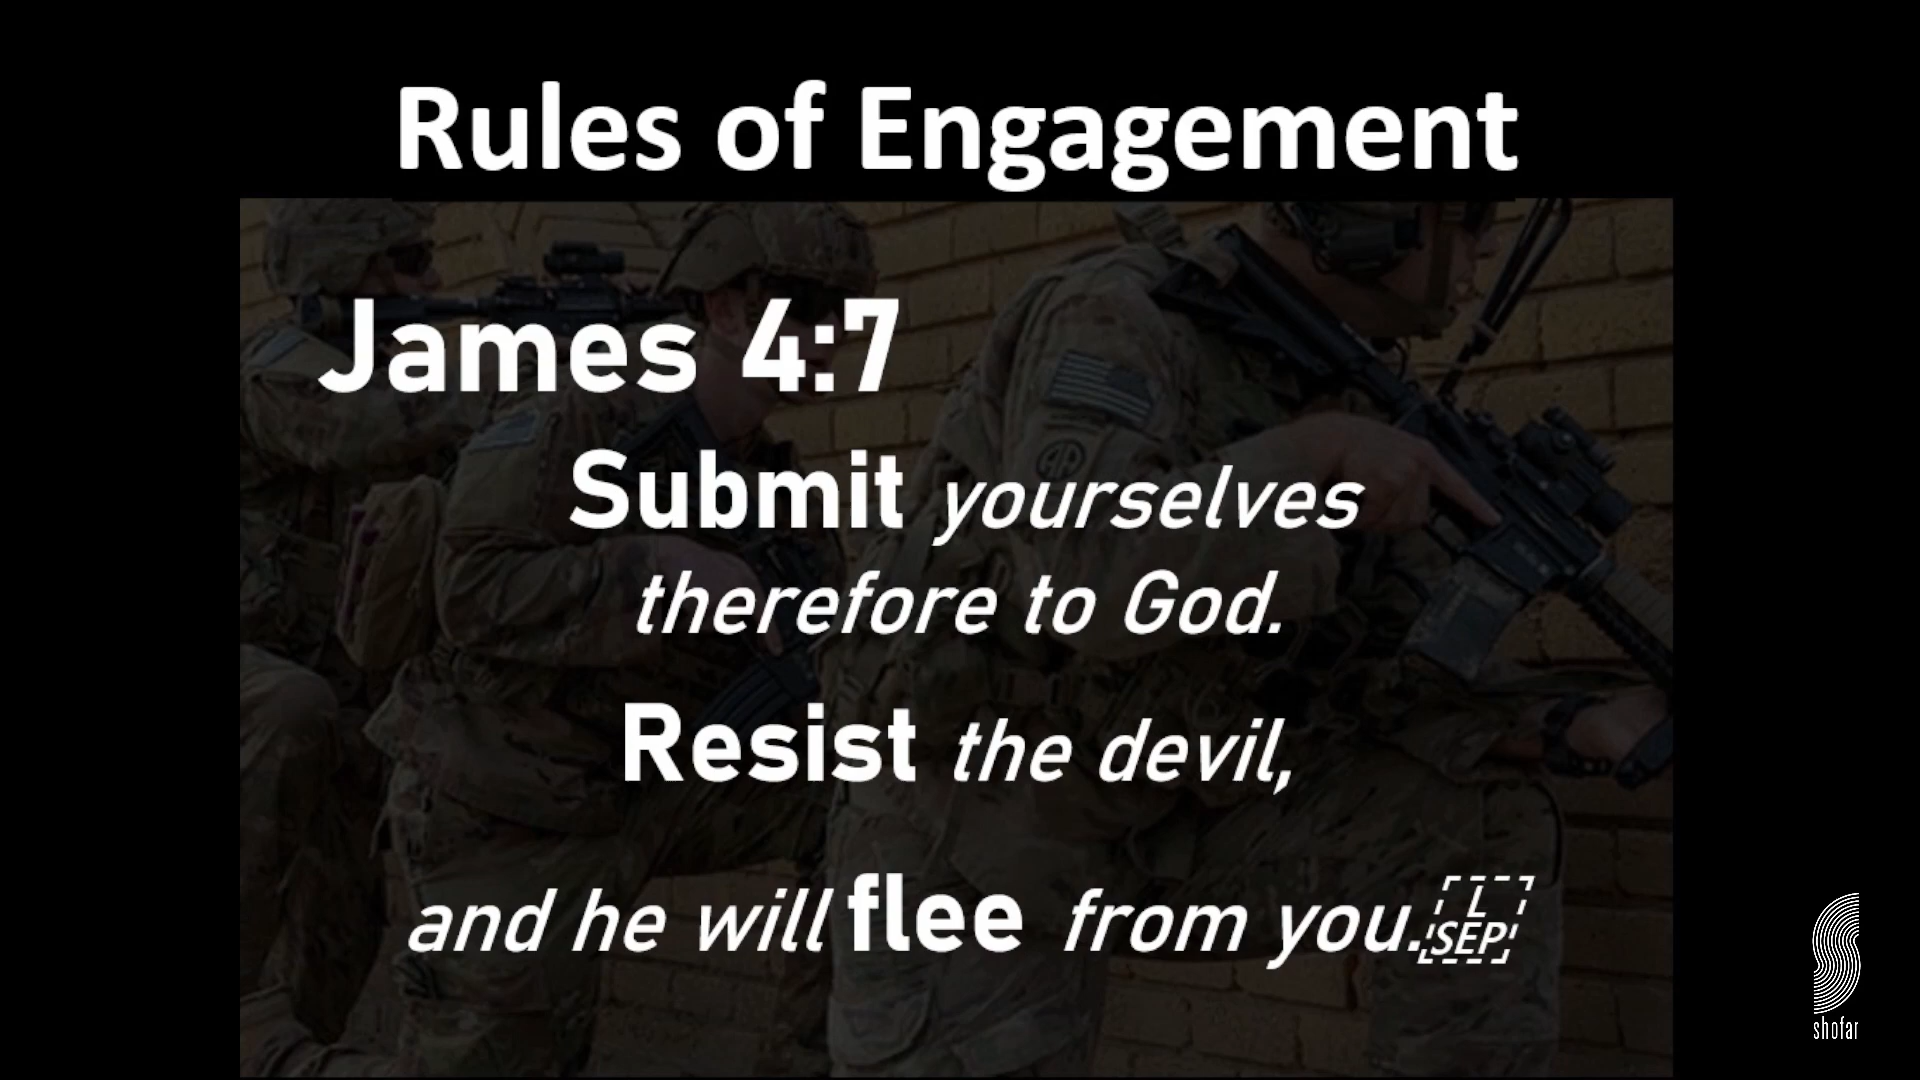 Rules of Engagement
James 4:7
Submit yourselves
therefore to God.
Resist the devil,
and he will flee from you.
L
SEP
shofar